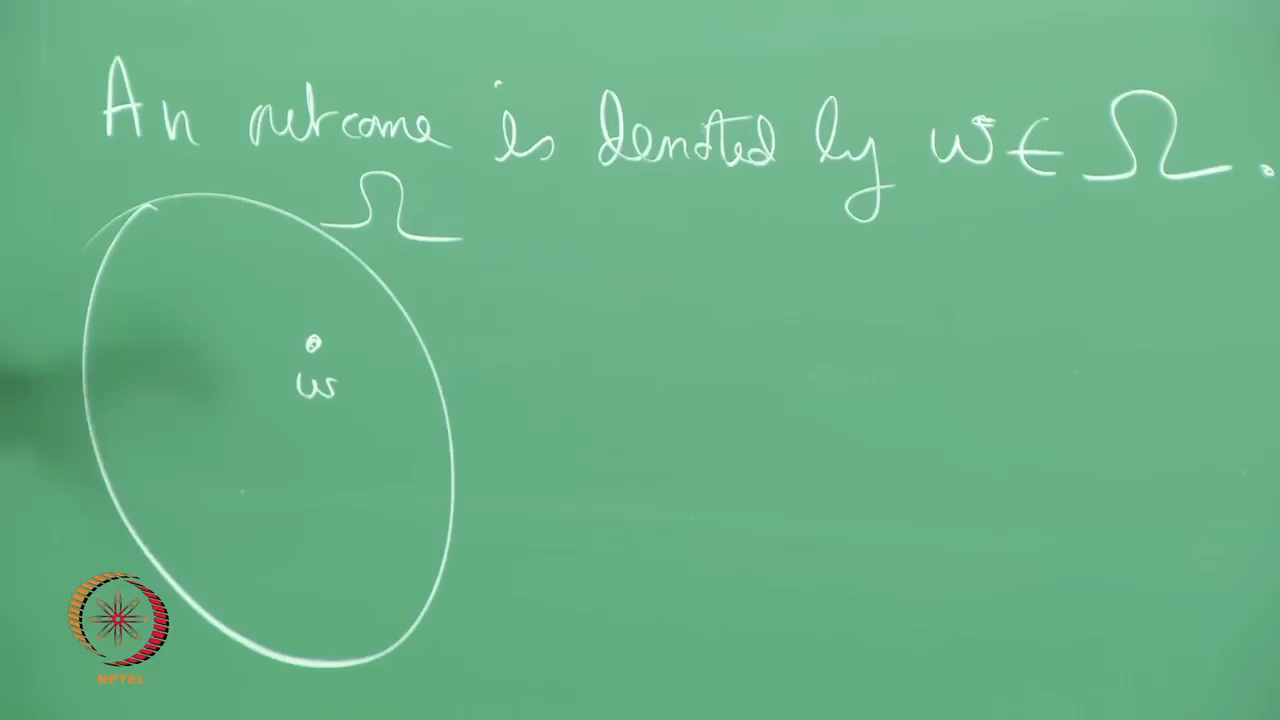 An outcome is denoted by ω ∈ Ω.
Ω
ω
NPTEL